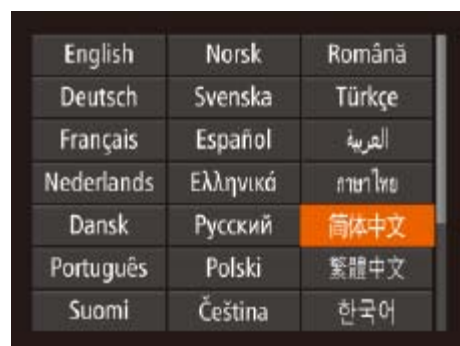 English Norsk Română
Deutsch Svenska Türkçe
Français Español العربية
Nederlands Ελληνικά ภาษาไทย
Dansk Русский 简体中文
Português Polski 繁體中文
Suomi Čeština 한국어